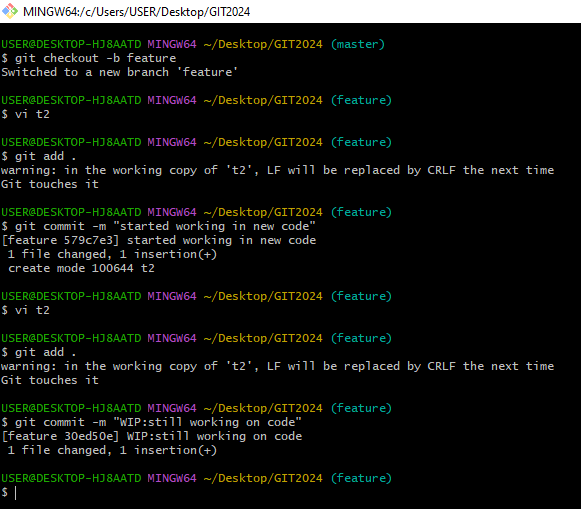 MINGW64:/c/Users/USER/Desktop/GIT2024
USER@DESKTOP-HJ8AATD MINGW64 ~/Desktop/GIT2024 (master)
$ git checkout -b feature
Switched to a new branch 'feature'
USER@DESKTOP-HJ8AATD MINGW64 ~/Desktop/GIT2024 (feature)
$ vi t2
USER@DESKTOP-HJ8AATD MINGW64 ~/Desktop/GIT2024 (feature)
$ git add .
warning: in the working copy of 't2', LF will be replaced by CRLF the next time
Git touches it
USER@DESKTOP-HJ8AATD MINGW64 ~/Desktop/GIT2024 (feature)
$ git commit -m "started working in new code"
[feature 579c7e3] started working in new code
1 file changed, 1 insertion(+)
create mode 100644 t2
USER@DESKTOP-HJ8AATD MINGW64 ~/Desktop/GIT2024 (feature)
$ vi t2
USER@DESKTOP-HJ8AATD MINGW64 ~/Desktop/GIT2024 (feature)
$ git add .
warning: in the working copy of 't2', LF will be replaced by CRLF the next time
Git touches it
USER@DESKTOP-HJ8AATD MINGW64 ~/Desktop/GIT2024 (feature)
$ git commit -m "WIP:still working on code"
[feature 30ed50e] WIP:still working on code
1 file changed, 1 insertion(+)
USER@DESKTOP-HJ8AATD MINGW64 ~/Desktop/GIT2024 (feature)
$